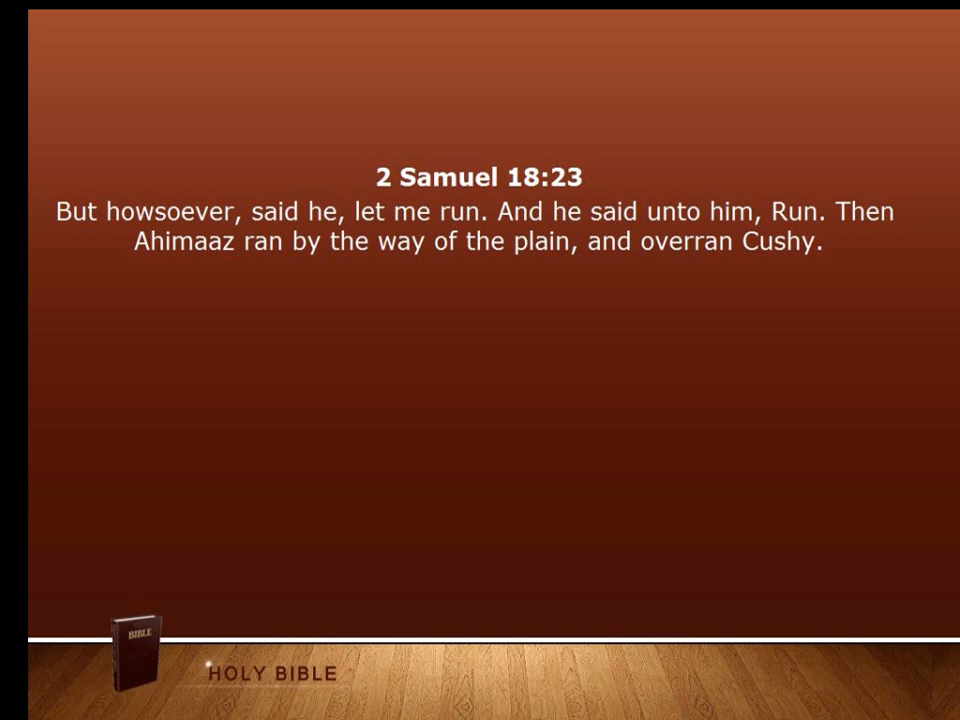 2 Samuel 18:23
But howsoever, said he, let me run. And he said unto him, Run. Then
Ahimaaz ran by the way of the plain, and overran Cushy.
BIBLE
HOLY BIBLE